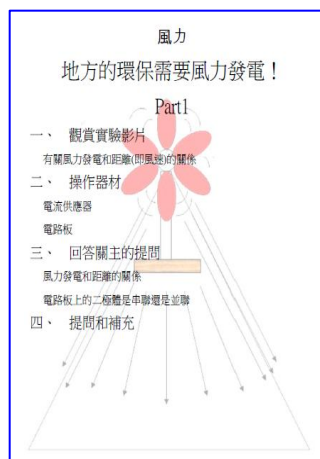 風力
地方的環保需要風力發電！
Part1
一、 觀賞實驗影片
有關風力發電和距離(即風速)的關係
二、 操作器材
電流供應器
電路板
三、 回答關主的提問
風力發電和距離的關係
電路板上的二極體是串聯還是並聯
四、 提問和補充